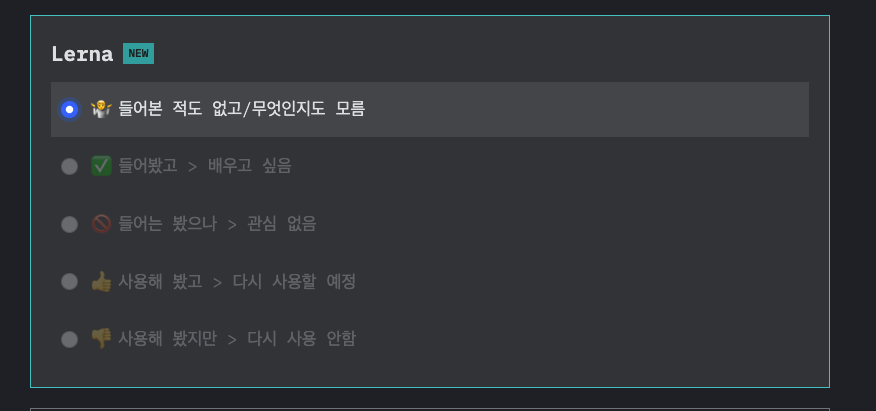 Lerna NEW
🤷 들어본 적도 없고/무엇인지도 모름
✅ 들어봤고 > 배우고 싶음
🚫 들어는 봤으나 > 관심 없음
👍 사용해 봤고 > 다시 사용할 예정
👎 사용해 봤지만 > 다시 사용 안함